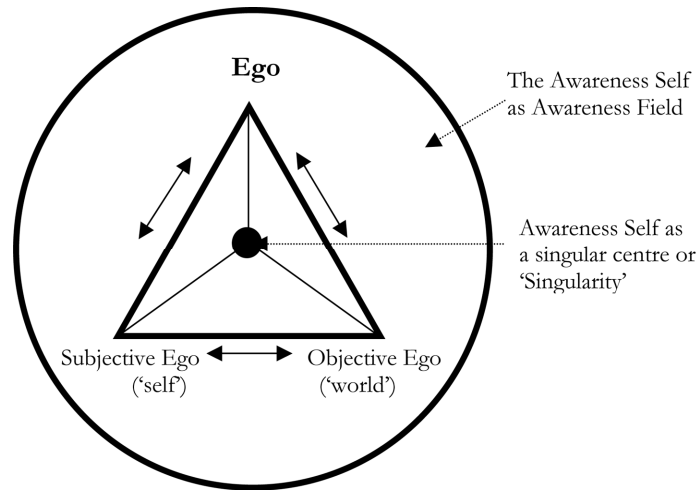 Ego
The Awareness Self
as Awareness Field
Awareness Self as
a singular centre or
‘Singularity’
Subjective Ego
(‘self’)
Objective Ego
(‘world’)